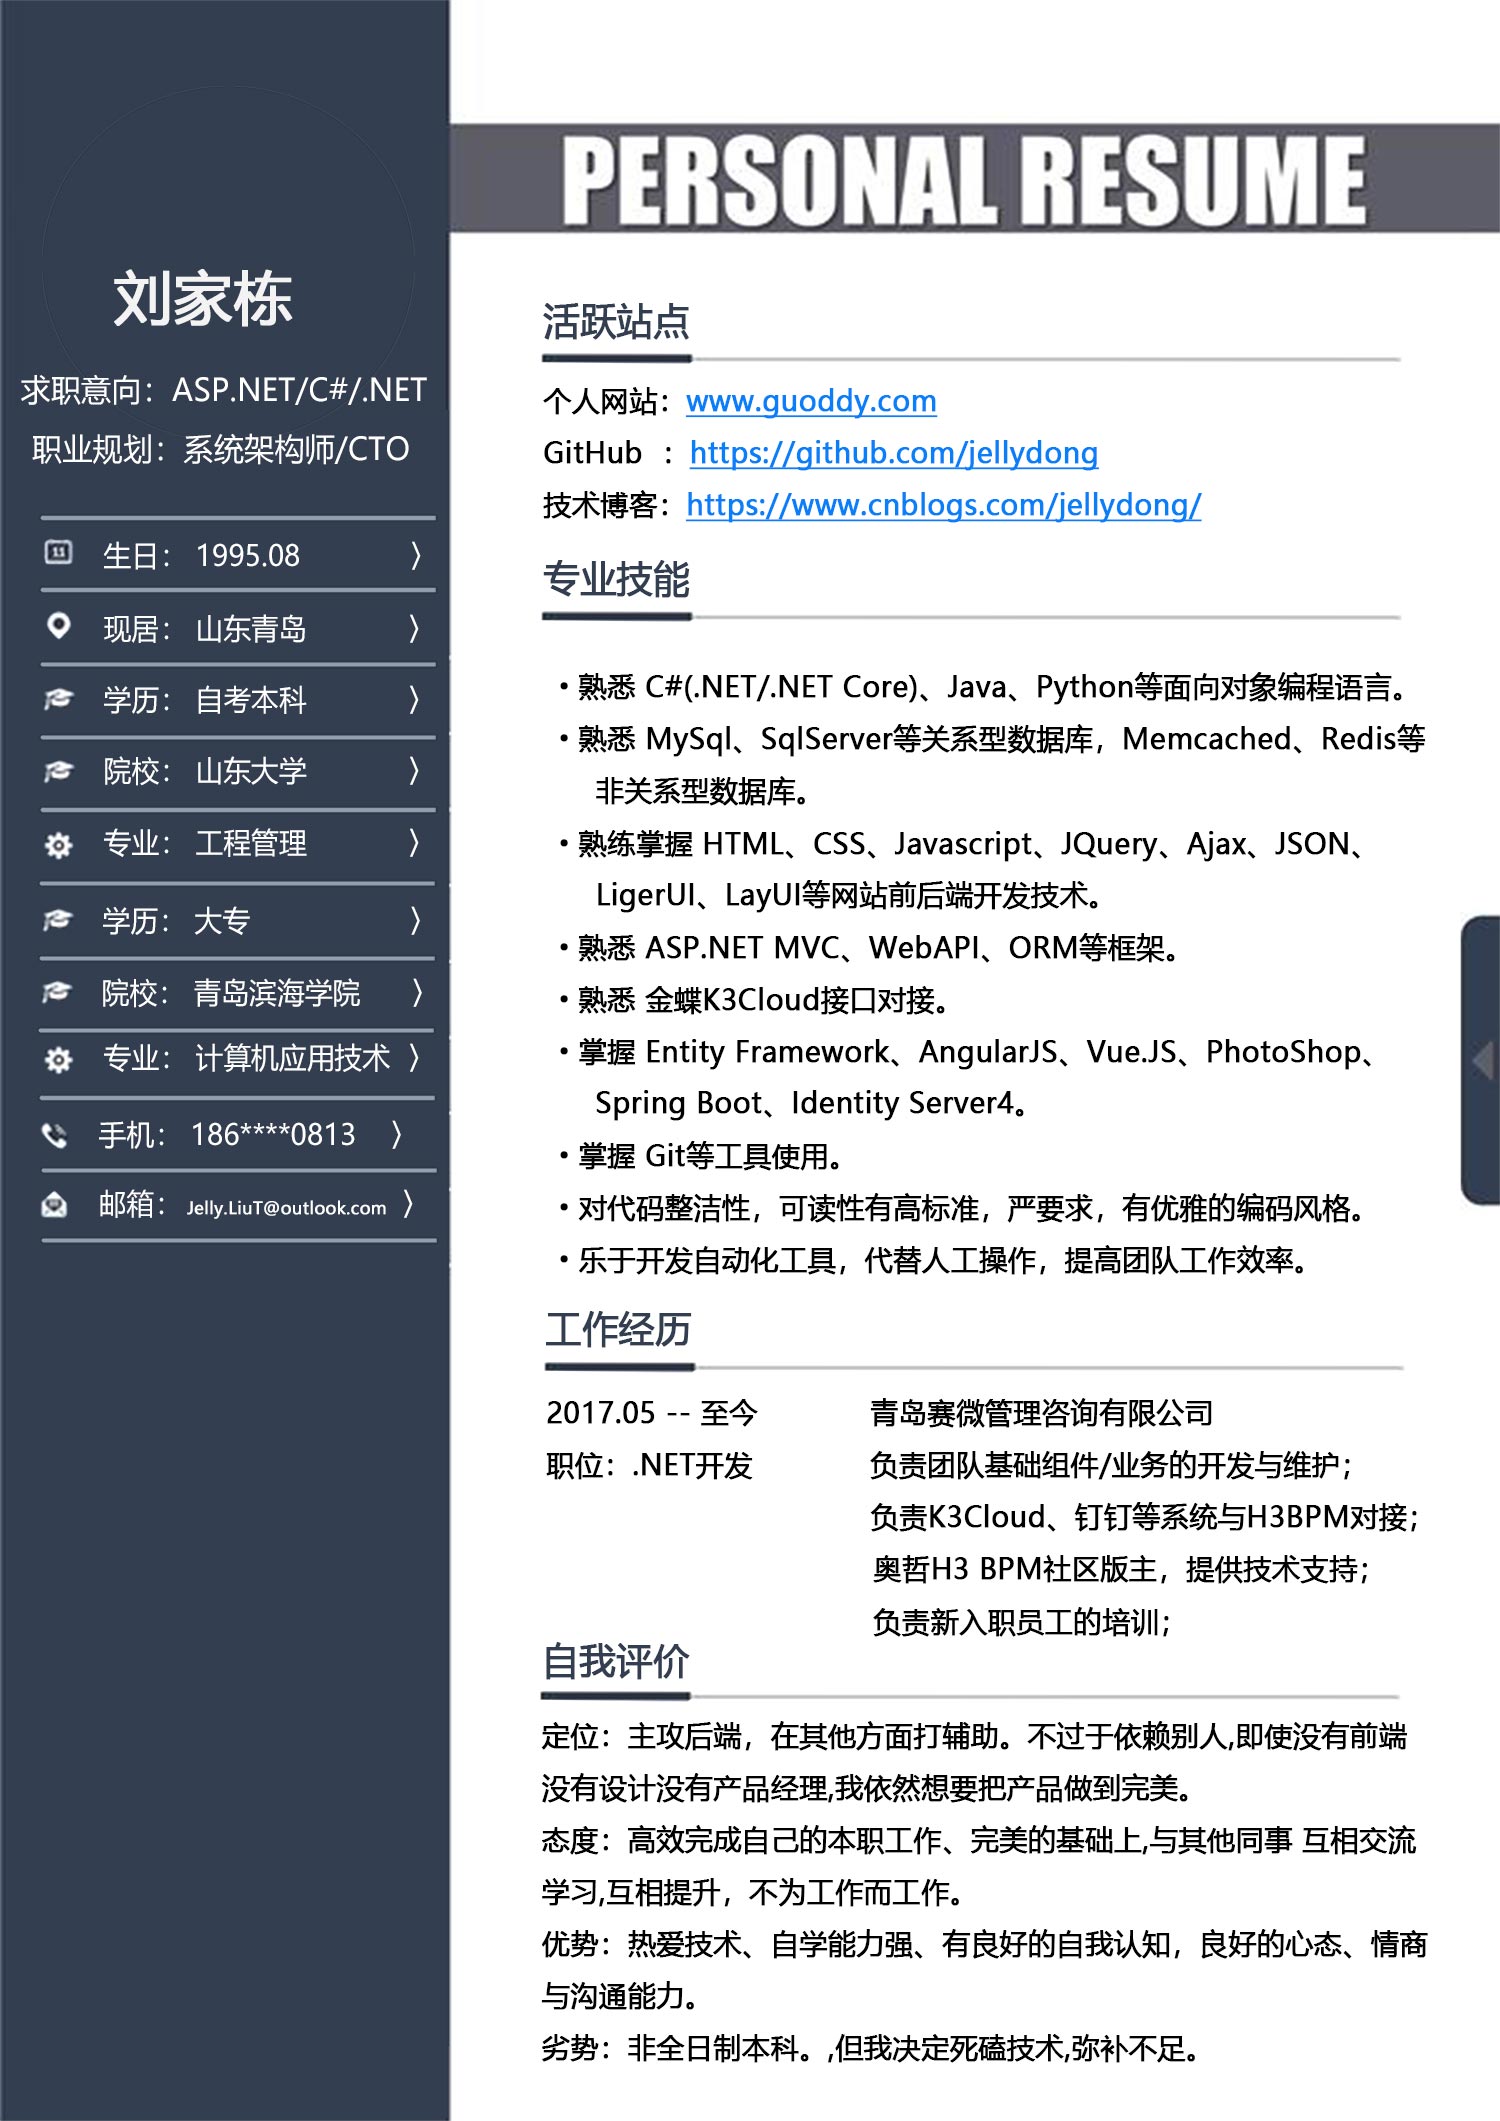 刘家栋
求职意向：ASP.NET/C#/.NET
职业规划：系统架构师/CTO
11
生日： 1995.08 〉
现居： 山东青岛 〉
学历： 自考本科 〉
院校： 山东大学 〉
专业： 工程管理 〉
学历： 大专 〉
院校： 青岛滨海学院 〉
专业： 计算机应用技术 〉
手机： 186****0813 〉
邮箱： Jelly.LiuT@outlook.com 〉
PERSONAL RESUME
活跃站点
个人网站：www.guoddy.com
GitHub ：https://github.com/jellydong
技术博客：https://www.cnblogs.com/jellydong/
专业技能
・熟悉 C#(.NET/.NET Core)、Java、Python等面向对象编程语言。
・熟悉 MySql、SqlServer等关系型数据库，Memcached、Redis等
非关系型数据库。
・熟练掌握 HTML、CSS、Javascript、JQuery、Ajax、JSON、
LigerUI、LayUI等网站前后端开发技术。
・熟悉 ASP.NET MVC、WebAPI、ORM等框架。
・熟悉 金蝶K3Cloud接口对接。
・掌握 Entity Framework、AngularJS、Vue.JS、PhotoShop、
Spring Boot、Identity Server4。
・掌握 Git等工具使用。
・对代码整洁性，可读性有高标准，严要求，有优雅的编码风格。
・乐于开发自动化工具，代替人工操作，提高团队工作效率。
工作经历
2017.05 -- 至今 青岛赛微管理咨询有限公司
职位：.NET开发 负责团队基础组件/业务的开发与维护；
负责K3Cloud、钉钉等系统与H3BPM对接；
奥哲H3 BPM社区版主，提供技术支持；
负责新入职员工的培训；
自我评价
定位：主攻后端，在其他方面打辅助。不过于依赖别人,即使没有前端
没有设计没有产品经理,我依然想要把产品做到完美。
态度：高效完成自己的本职工作、完美的基础上,与其他同事 互相交流
学习,互相提升，不为工作而工作。
优势：热爱技术、自学能力强、有良好的自我认知，良好的心态、情商
与沟通能力。
劣势：非全日制本科。,但我决定死磕技术,弥补不足。